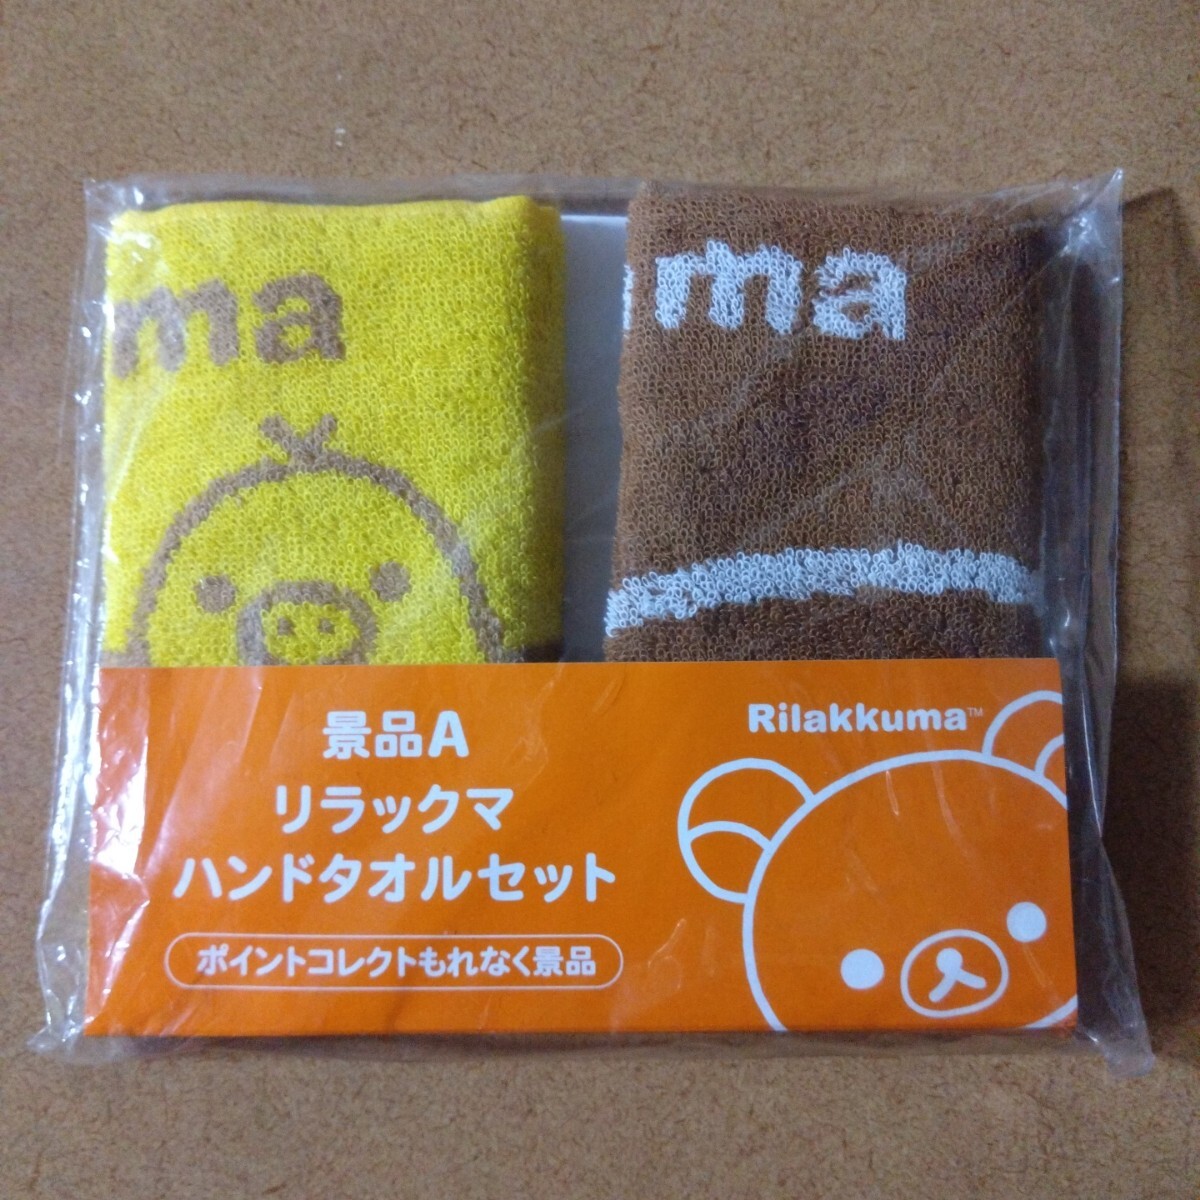 ma
ma
景品A
リラックマ
ハンドタオルセット
ポイントコレクトもれなく景品
Rilakkuma™